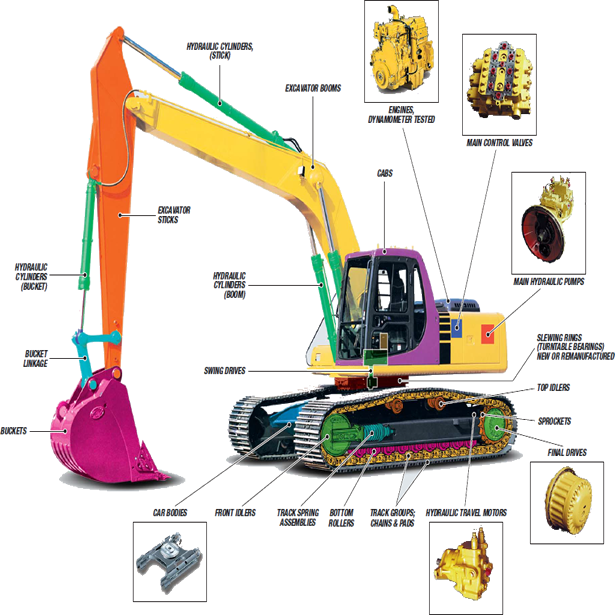 HYDRAULIC CYLINDERS,
(STICK)
EXCAVATOR BOOMS
ENGINES,
DYNAMOMETER TESTED
MAIN CONTROL VALVES
CABS
EXCAVATOR
STICKS
HYDRAULIC
CYLINDERS
(BUCKET)
HYDRAULIC
CYLINDERS
(BOOM)
MAIN HYDRAULIC PUMPS
BUCKET
LINKAGE
SWING DRIVES
SLEWING RINGS
(TURNTABLE BEARINGS)
NEW OR REMANUFACTURED
TOP IDLERS
BUCKETS
SPROCKETS
FINAL DRIVES
CAR BODIES
FRONT IDLERS
TRACK SPRING
ASSEMBLIES
BOTTOM
ROLLERS
TRACK GROUPS;
CHAINS & PADS
HYDRAULIC TRAVEL MOTORS